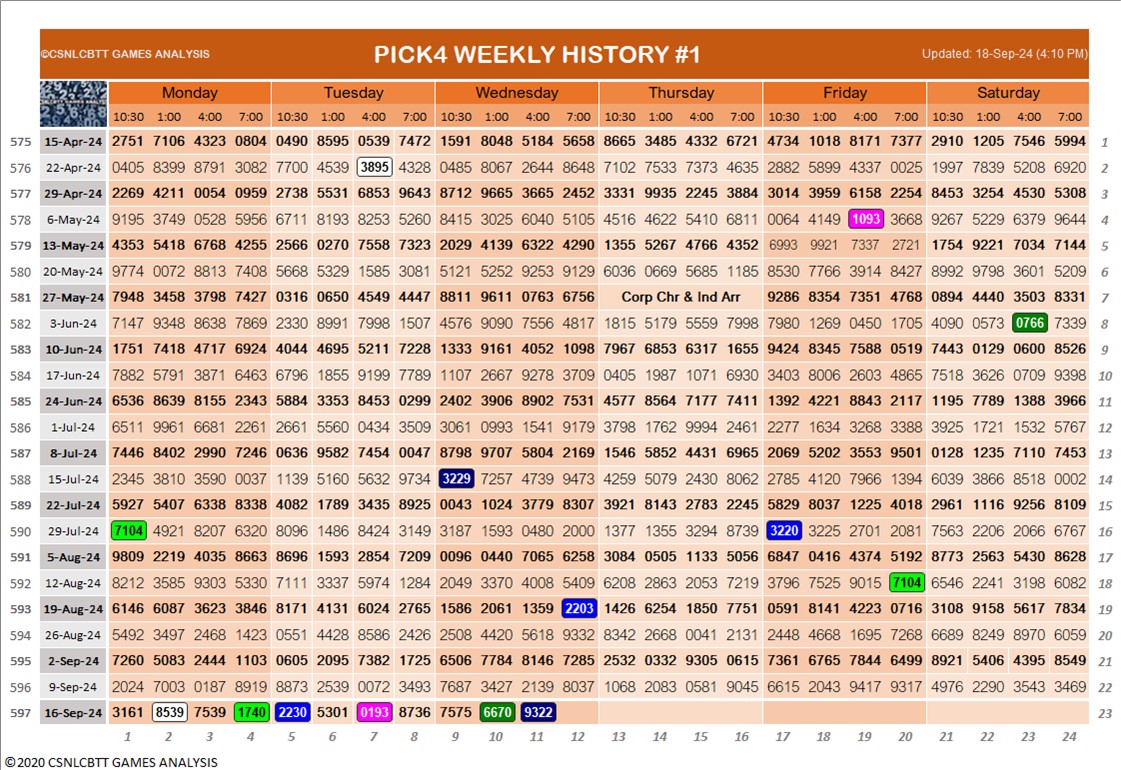 ©CSNLCBTT GAMES ANALYSIS PICK4 WEEKLY HISTORY #1 Updated: 18-Sep-24 (4:10 PM)
Monday Tuesday Wednesday Thursday Friday Saturday
10:30 1:00 4:00 7:00 10:30 1:00 4:00 7:00 10:30 1:00 4:00 7:00 10:30 1:00 4:00 7:00 10:30 1:00 4:00 7:00 10:30 1:00 4:00 7:00
575 15-Apr-24 2751 7106 4323 0804 0490 8595 0539 7472 1591 8048 5184 5658 8665 3485 4332 6721 4734 1018 8171 7377 2910 1205 7546 5994 1
576 22-Apr-24 0405 8399 8791 3082 7700 4539 3895 4328 0485 8067 2644 8648 7102 7533 7373 4635 2882 5899 4337 0025 1997 7839 5208 6920 2
577 29-Apr-24 2269 4211 0054 0959 2738 5531 6853 9643 8712 9665 3665 2452 3331 9935 2245 3884 3014 3959 6158 2254 8453 3254 4530 5308 3
578 6-May-24 9195 3749 0528 5956 6711 8193 8253 5260 8415 3025 6040 5105 4516 4622 5410 6811 0064 4149 1093 3668 9267 5229 6379 9644 4
579 13-May-24 4353 5418 6768 4255 2566 0270 7558 7323 2029 4139 6322 4290 1355 5267 4766 4352 6993 9921 7337 2721 1754 9221 7034 7144 5
580 20-May-24 9774 0072 8813 7408 5668 5329 1585 3081 5121 5252 9253 9129 6036 0669 5685 1185 8530 7766 3914 8427 8992 9798 3601 5209 6
581 27-May-24 7948 3458 3798 7427 0316 0650 4549 4447 8811 9611 0763 6756 Corp Chr & Ind Arr 9286 8354 7351 4768 0894 4440 3503 8331 7
582 3-Jun-24 7147 9348 8638 7869 2330 9991 7998 1507 4576 9090 7556 4817 1815 5179 5559 7998 7980 1269 0450 1705 4090 0573 0766 7339 8
583 10-Jun-24 1751 7418 4717 6924 4044 4695 5211 7228 1333 9161 4052 1098 7967 6853 6317 1655 9424 8345 7588 0519 7443 0129 0600 8526 9
584 17-Jun-24 7882 5791 3871 6463 6796 1855 9199 7789 1107 2667 9278 3709 0405 1987 1071 6930 3403 8006 2603 4865 7518 3626 0709 9398 10
585 24-Jun-24 6536 8639 8155 2343 5884 3353 8453 0299 2402 3906 8902 7531 4577 8564 7177 7411 1392 4221 8843 2117 1195 7789 1388 3966 11
586 1-Jul-24 6511 9961 6681 2261 2661 5560 0434 3509 3061 0993 1541 9179 3798 1762 9994 2461 2277 1634 3268 3388 3925 1721 1532 5767 12
587 8-Jul-24 7446 8402 2990 7246 0636 9582 7454 0047 8798 9707 5804 2169 1546 5852 4431 6965 2069 5202 3553 9501 0128 1235 7110 7453 13
588 15-Jul-24 2345 3810 3590 0037 1139 5160 5632 9734 3229 7257 4739 9473 4259 5079 2430 8062 2785 4120 7966 1394 6039 3866 8518 0002 14
589 22-Jul-24 5927 5407 6338 8338 4082 1789 3435 8925 0043 1024 3779 8307 3921 8143 2783 2245 5829 8037 1225 4018 2961 1116 9256 8109 15
590 29-Jul-24 7104 4921 8207 6320 8096 1486 8424 3149 3187 1593 0480 2000 1377 1355 3294 8739 3220 3225 2701 2081 7563 2206 2066 6767 16
591 5-Aug-24 9809 2219 4035 8663 8696 1593 2854 7209 0096 0440 7065 6258 3084 0505 1133 5056 6847 0416 4374 5192 8773 2563 5430 8628 17
592 12-Aug-24 8212 3585 9303 5330 7111 3337 5974 1284 2049 3370 4008 5409 6208 2863 2053 7219 3796 7525 9015 7104 6546 2241 3198 6082 18
593 19-Aug-24 6146 6087 3623 3846 8171 4131 6024 2765 1586 2061 1359 2203 1426 6254 1850 7751 0591 8141 4223 0716 3108 9158 5617 7834 19
594 26-Aug-24 5492 3497 2468 1423 0551 4428 8586 2426 2508 4420 5618 9332 8342 2668 0041 2131 2448 4668 1695 7268 6689 8249 8970 6059 20
595 2-Sep-24 7260 5083 2444 1103 0605 2095 7382 1725 6506 7784 8146 7285 2532 0332 9305 0615 7361 6765 7844 6499 8921 5406 4395 8549 21
596 9-Sep-24 2024 7003 0187 8919 8873 2539 0072 3493 7687 3427 2139 8037 1068 2083 0581 9045 6615 2043 9417 9317 4976 2290 3543 3469 22
597 16-Sep-24 3161 8539 7539 1740 2230 5301 0193 8736 7575 6670 9322 23
1 2 3 4 5 6 7 8 9 10 11 12 13 14 15 16 17 18 19 20 21 22 23 24
©2020 CSNLCBTT GAMES ANALYSIS